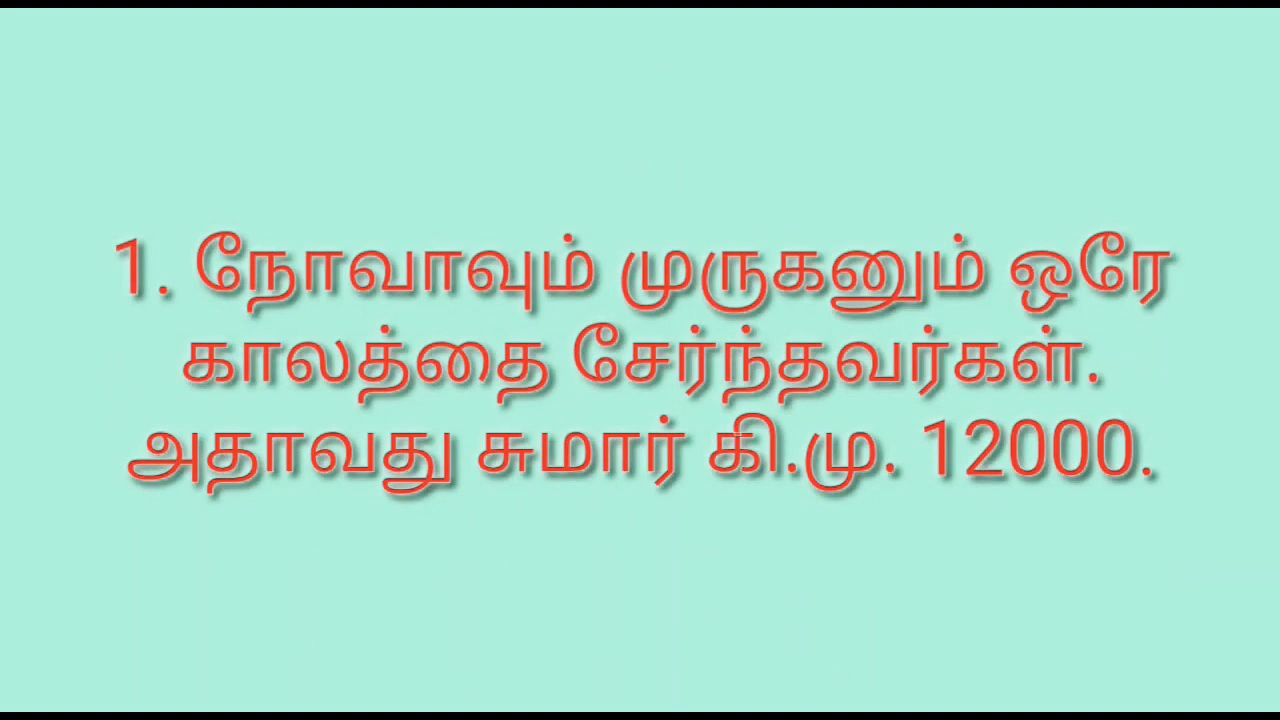 1. நோவாவும் முருகனும் ஒரே
காலத்தை சேர்ந்தவர்கள்.
அதாவது சுமார் கி.மு. 12000.